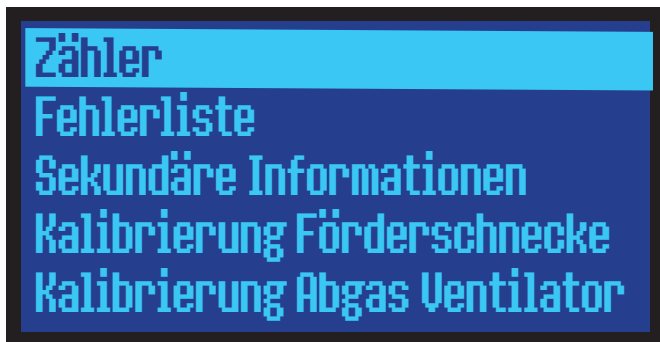 Zähler
Fehlerliste
Sekundäre Informationen
Kalibrierung Förderschnecke
Kalibrierung Abgas Ventilator